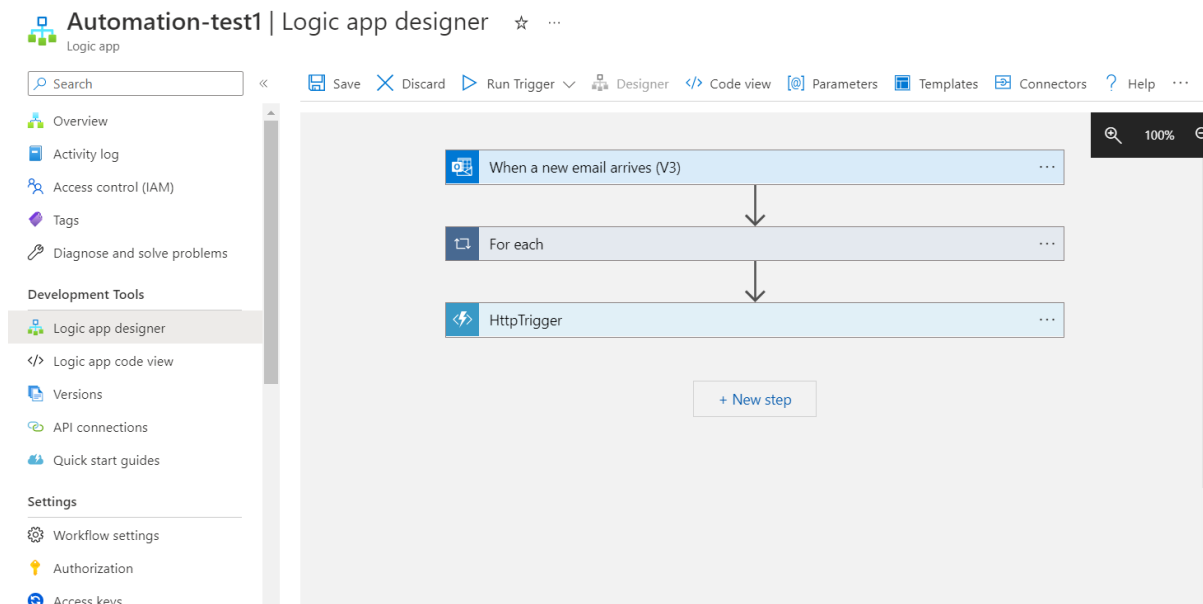 Automation-test1 | Logic app designer
Logic app
Search
Save Discard Run Trigger Designer Code view Parameters Templates Connectors Help
Overview
Activity log
Access control (IAM)
Tags
Diagnose and solve problems
Development Tools
Logic app designer
Logic app code view
Versions
API connections
Quick start guides
Settings
Workflow settings
Authorization
Access keys
100%
When a new email arrives (V3)
For each
HttpTrigger
+ New step